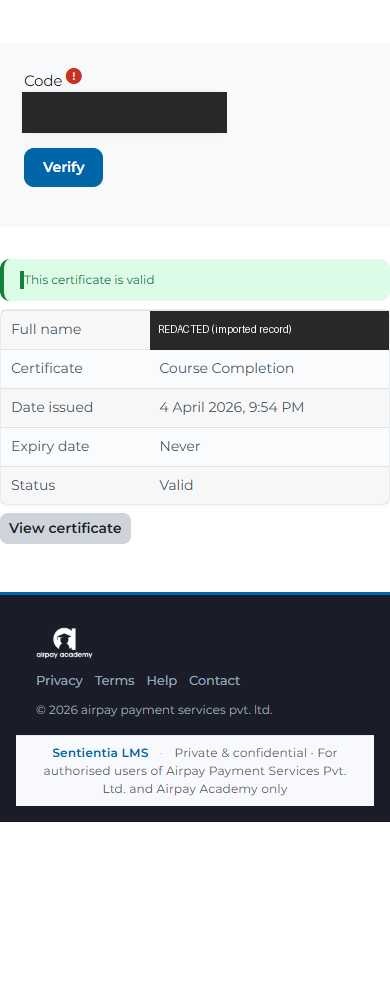 Code
Verify
This certificate is valid
Full name REDACTED (imported record)
Certificate Course Completion
Date issued 4 April 2026, 9:54 PM
Expiry date Never
Status Valid
View certificate
airpay academy
Privacy Terms Help Contact
© 2026 airpay payment services pvt. ltd.
Sentientia LMS · Private & confidential · For
authorised users of Airpay Payment Services Pvt.
Ltd. and Airpay Academy only